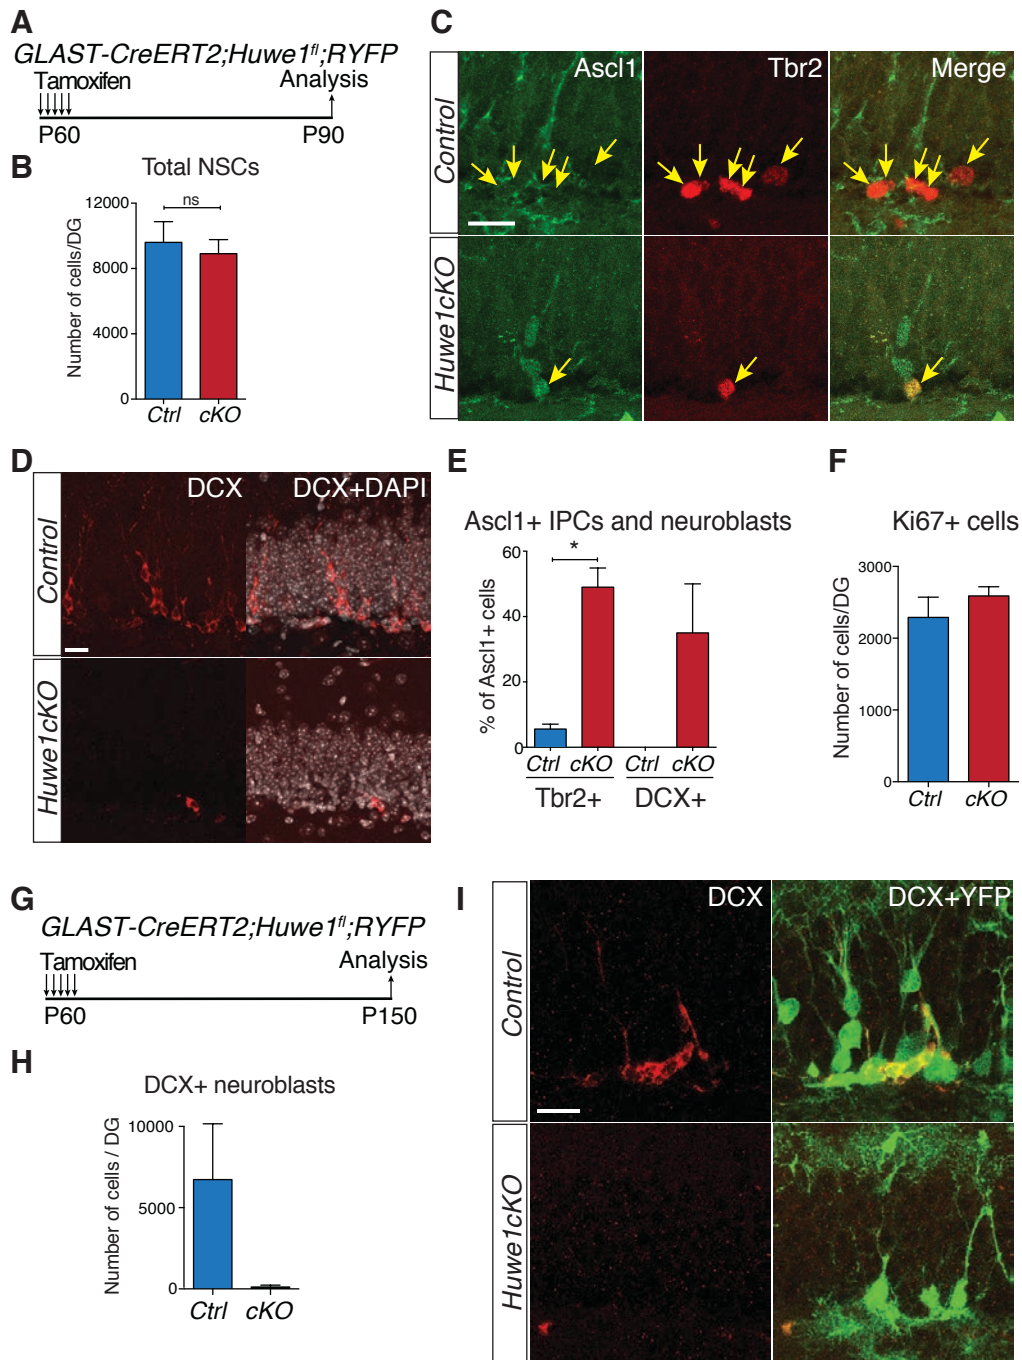 A
GLAST-CreERT2;Huwe1fl;RYFP
Tamoxifen Analysis
P60 P90
B
Total NSCs
ns
Number of cells/DG
12000
8000
4000
0
Ctrl cKO
C
Ascl1 Tbr2 Merge
Control
Huwe1cKO
D
DCX DCX+DAPI
Control
Huwe1cKO
E
Ascl1+ IPCs and neuroblasts
*
% of Ascl1+ cells
60
40
20
0
Ctrl cKO Ctrl cKO
Tbr2+ DCX+
F
Ki67+ cells
Number of cells/DG
3000
2000
1000
0
Ctrl cKO
G
GLAST-CreERT2;Huwe1fl;RYFP
Tamoxifen Analysis
P60 P150
H
DCX+ neuroblasts
Number of cells / DG
10000
5000
0
Ctrl cKO
I
DCX DCX+YFP
Control
Huwe1cKO